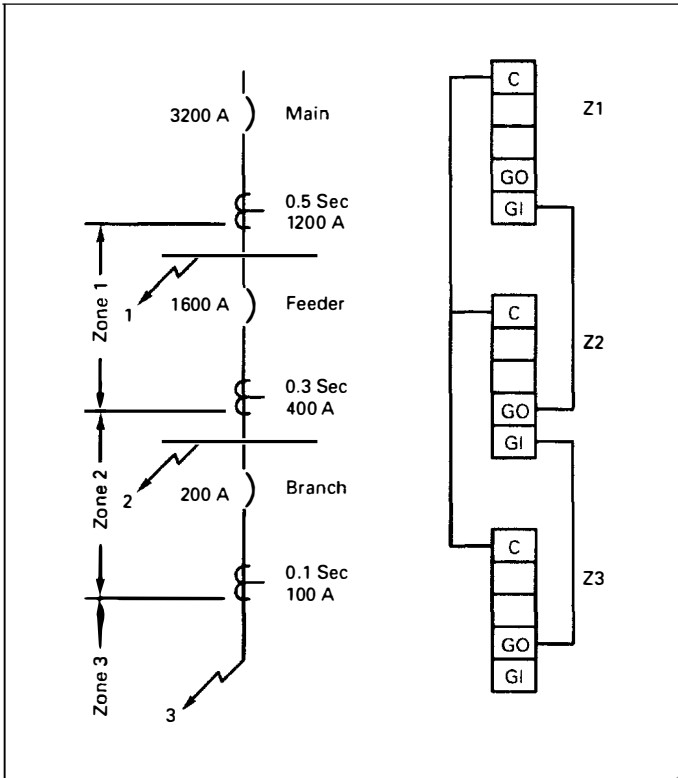 3200 A Main
0.5 Sec
1200 A
Zone 1
1
1600 A Feeder
0.3 Sec
400 A
Zone 2
2
200 A Branch
0.1 Sec
100 A
Zone 3
3
C
Z1
GO
GI
C
Z2
GO
GI
C
Z3
GO
GI